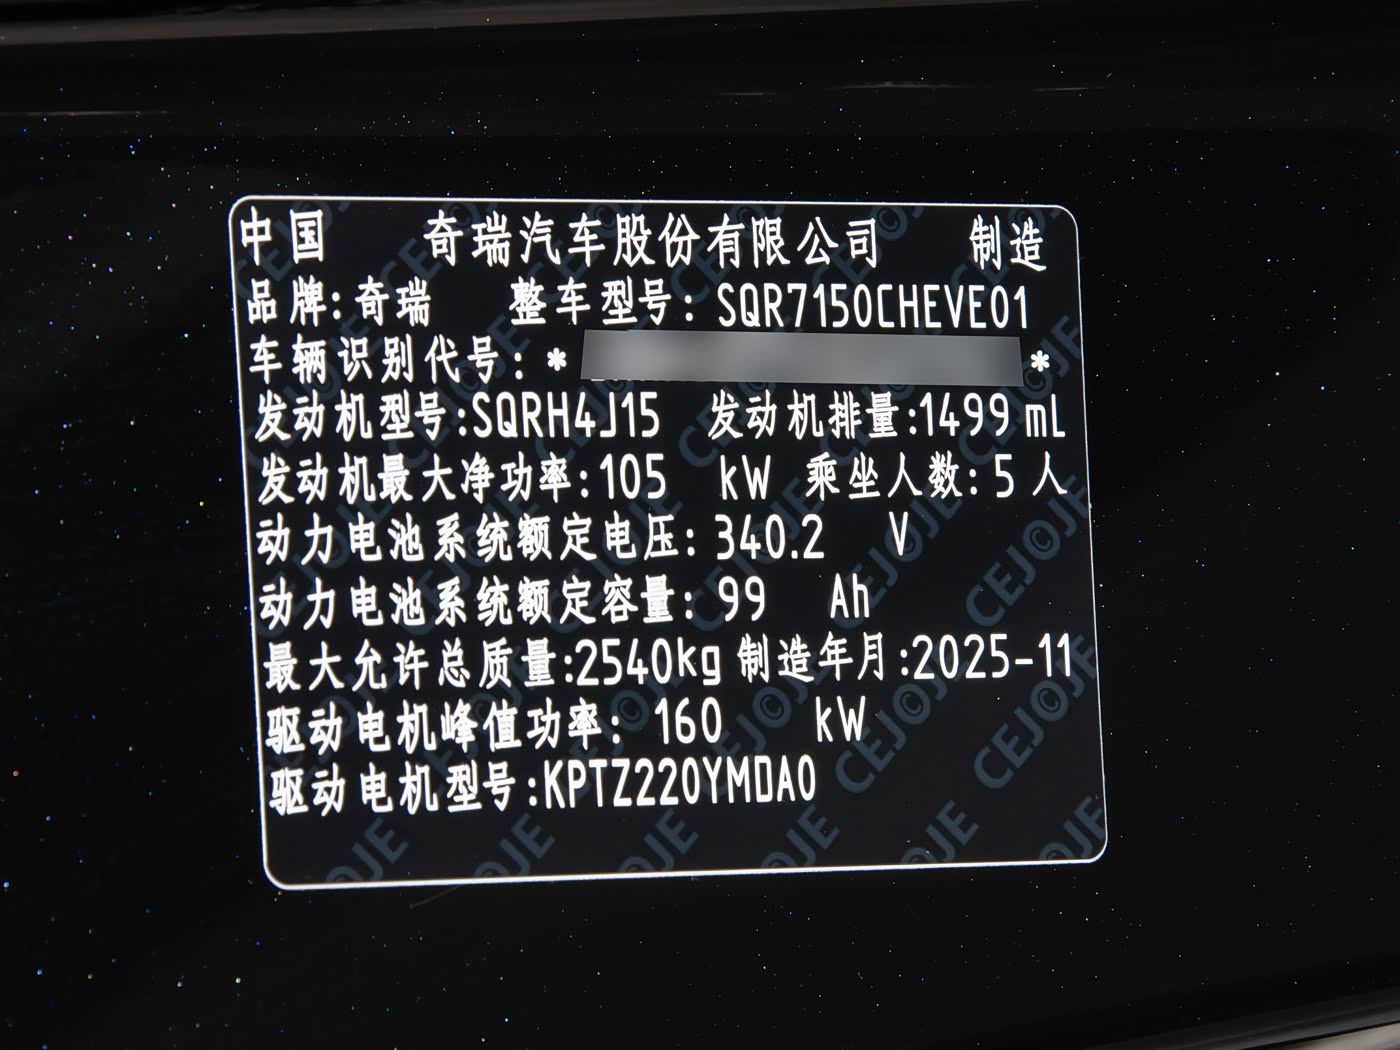 中国 奇瑞汽车股份有限公司 制造
品牌:奇瑞 整车型号:SQR7150CHEVE01
车辆识别代号:* *
发动机型号:SQRH4J15 发动机排量:1499 mL
发动机最大净功率:105 kW 乘坐人数:5 人
动力电池系统额定电压:340.2 V
动力电池系统额定容量:99 Ah
最大允许总质量:2540kg 制造年月:2025-11
驱动电机峰值功率:160 kW
驱动电机型号:KPTZ220YMDA0